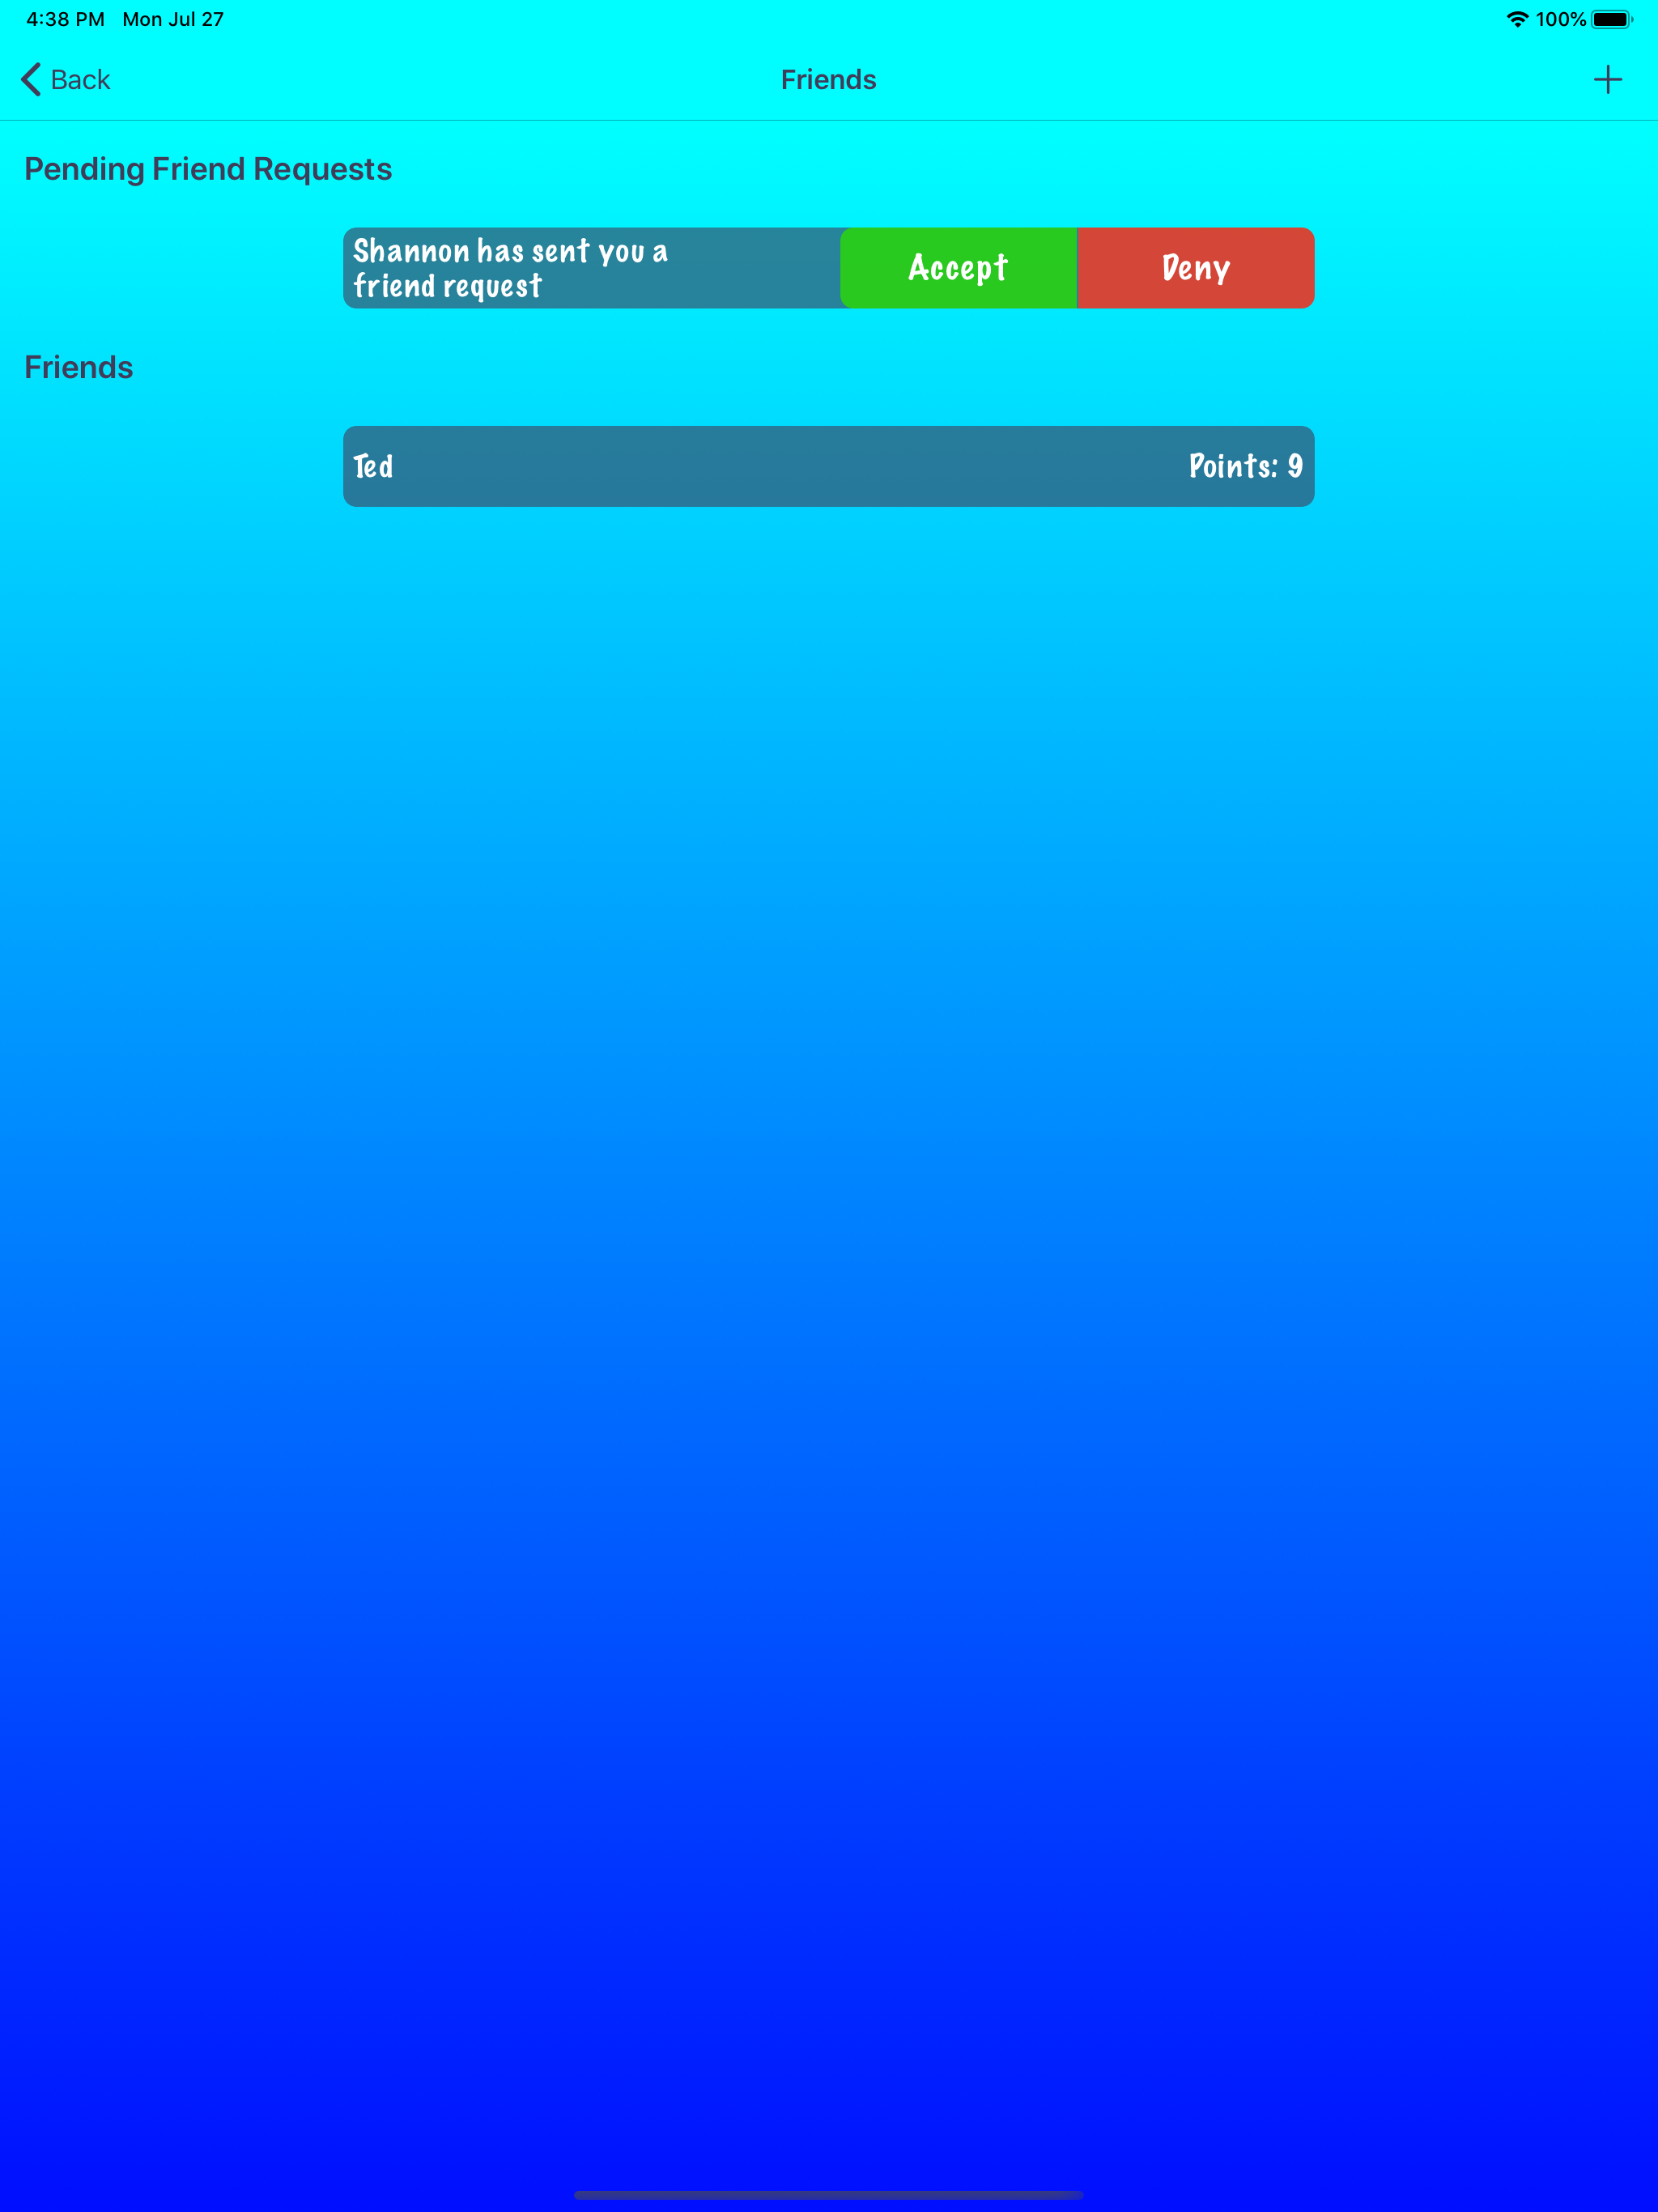 4:38 PM Mon Jul 27 100%
Back Friends
Pending Friend Requests
Shannon has sent you a
friend request
Accept Deny
Friends
Ted Points: 9